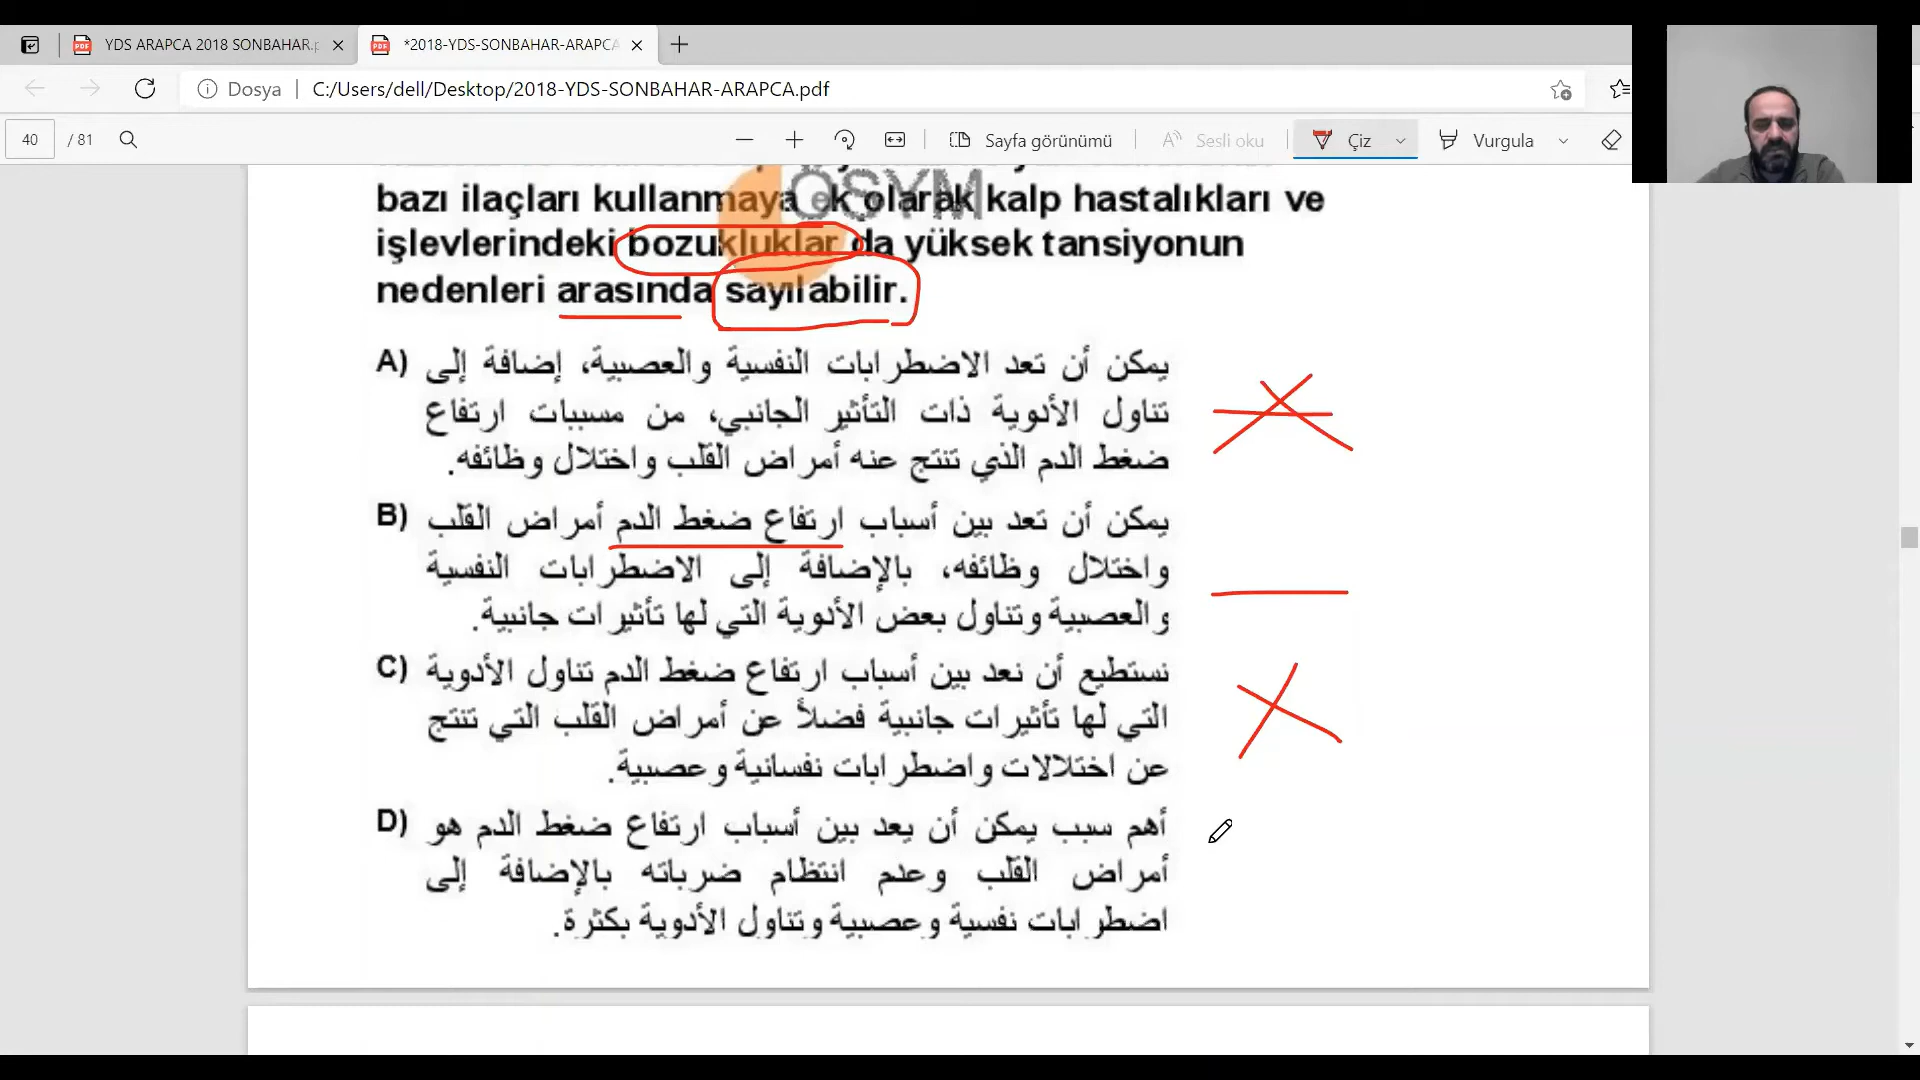 YDS ARAPCA 2018 SONBAHAR.p
*2018-YDS-SONBAHAR-ARAPCA
Dosya
C:/Users/dell/Desktop/2018-YDS-SONBAHAR-ARAPCA.pdf
40 / 81
Sayfa görünümü
Sesli oku
Çiz
Vurgula
ÖSYM
bazı ilaçları kullanmaya ek olarak kalp hastalıkları ve
işlevlerindeki bozukluklar da yüksek tansiyonun
nedenleri arasında sayılabilir.
A) يمكن أن تعد الاضطرابات النفسية والعصبية، إضافة إلى
تناول الأدوية ذات التأثير الجانبي، من مسببات ارتفاع
ضغط الدم الذي تنتج عنه أمراض القلب واختلال وظائفه.
B) يمكن أن تعد بين أسباب ارتفاع ضغط الدم أمراض القلب
واختلال وظائفه، بالإضافة إلى الاضطرابات النفسية
والعصبية وتناول بعض الأدوية التي لها تأثيرات جانبية.
C) نستطيع أن نعد بين أسباب ارتفاع ضغط الدم تناول الأدوية
التي لها تأثيرات جانبية فضلاً عن أمراض القلب التي تنتج
عن اختلالات واضطرابات نفسانية وعصبية.
D) أهم سبب يمكن أن يعد بين أسباب ارتفاع ضغط الدم هو
أمراض القلب وعدم انتظام ضرباته بالإضافة إلى
اضطرابات نفسية وعصبية وتناول الأدوية بكثرة.